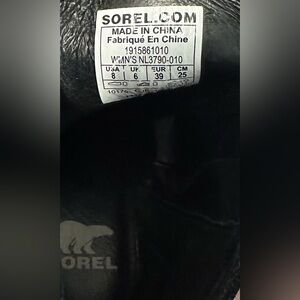 SOREL.COM
MADE IN CHINA
Fabriqué En Chine
1915861010
WMN'S NL3790-010
USA UK EUR CM
8 6 39 25
SOREL